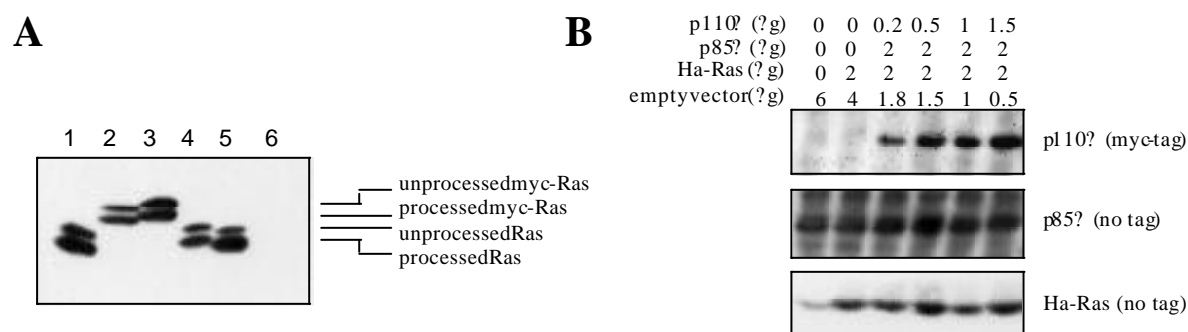 A
1 2 3 4 5 6
unprocessedmyc-Ras
processedmyc-Ras
unprocessedRas
processedRas
B
p110? (?g) 0 0 0.2 0.5 1 1.5
p85? (?g) 0 0 2 2 2 2
Ha-Ras (?g) 0 2 2 2 2 2
emptyvector(?g) 6 4 1.8 1.5 1 0.5
p110? (myc-tag)
p85? (no tag)
Ha-Ras (no tag)